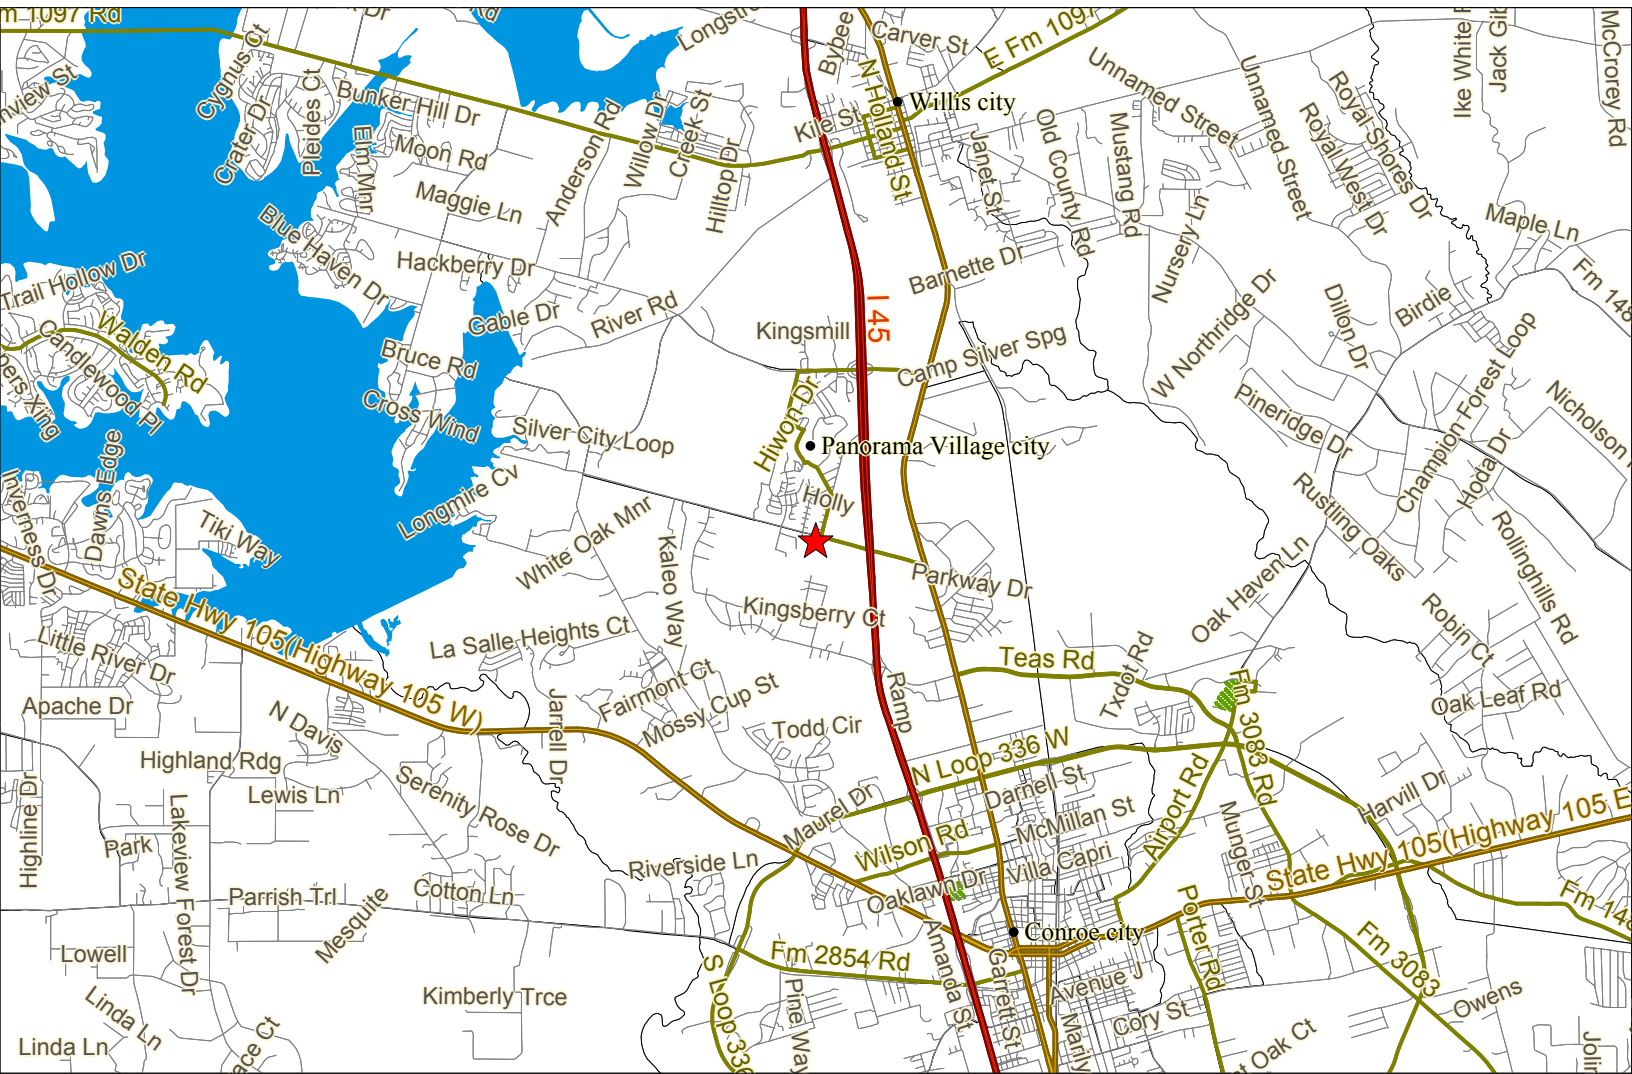 m 1097 Rd
Dr
Rd
Longstre
Bybee
Carver St
E Fm 1097
Ike White R
Jack Gib
McCrorey Rd
nview St
Cygnus Ct
Crater Dr
Pleides Ct
Bunker Hill Dr
Elm Mnr
Moon Rd
Maggie Ln
Anderson Rd
Willow Dr
Creek St
Hilltop Dr
Kile St
N Holland St
Willis city
Janet St
Old County Rd
Mustang Rd
Unnamed Street
Unnamed Street
Royal Shores Dr
Royal West Dr
Nursery Ln
Maple Ln
Fm 148
Blue Haven Dr
Hackberry Dr
Trail Hollow Dr
Walden Rd
Candlewood Pl
pers Xing
Gable Dr
River Rd
Bruce Rd
Cross Wind
Kingsmill
I 45
Barnette Dr
Camp Silver Spg
W Northridge Dr
Dillon Dr
Birdie
Champion Forest Loop
Pineridge Dr
Hoda Dr
Nicholson
Hiwon Dr
Panorama Village city
Silver City Loop
Longmire Cv
Holly
Dawns Edge
Inverness Dr
Tiki Way
White Oak Mnr
Kaleo Way
Parkway Dr
Rustling Oaks
Rollinghills Rd
Oak Haven Ln
Robin Ct
Oak Leaf Rd
State Hwy 105(Highway 105 W)
Little River Dr
Apache Dr
La Salle Heights Ct
Kingsberry Ct
Teas Rd
Txdot Rd
Fm 3083 Rd
Fairmont Ct
Mossy Cup St
Jarrell Dr
Todd Cir
Ramp
N Davis
Highland Rdg
Lewis Ln
Serenity Rose Dr
N Loop 336 W
Darnell St
McMillan St
Airport Rd
Munger St
Harvill Dr
State Hwy 105(Highway 105 E
Highline Dr
Park
Lakeview Forest Dr
Maurel Dr
Wilson Rd
Villa Capri
Riverside Ln
Oaklawn Dr
Parrish Trl
Mesquite
Cotton Ln
Conroe city
Porter Rd
Fm 3083
Fm 148
Lowell
Linda Ln
Linda Ln
ace Ct
Kimberly Trce
S Loop 336
Fm 2854 Rd
Pine Way
Amanda St
Garrett St
Avenue J
Marily
Cory St
t Oak Ct
Owens
Jolin